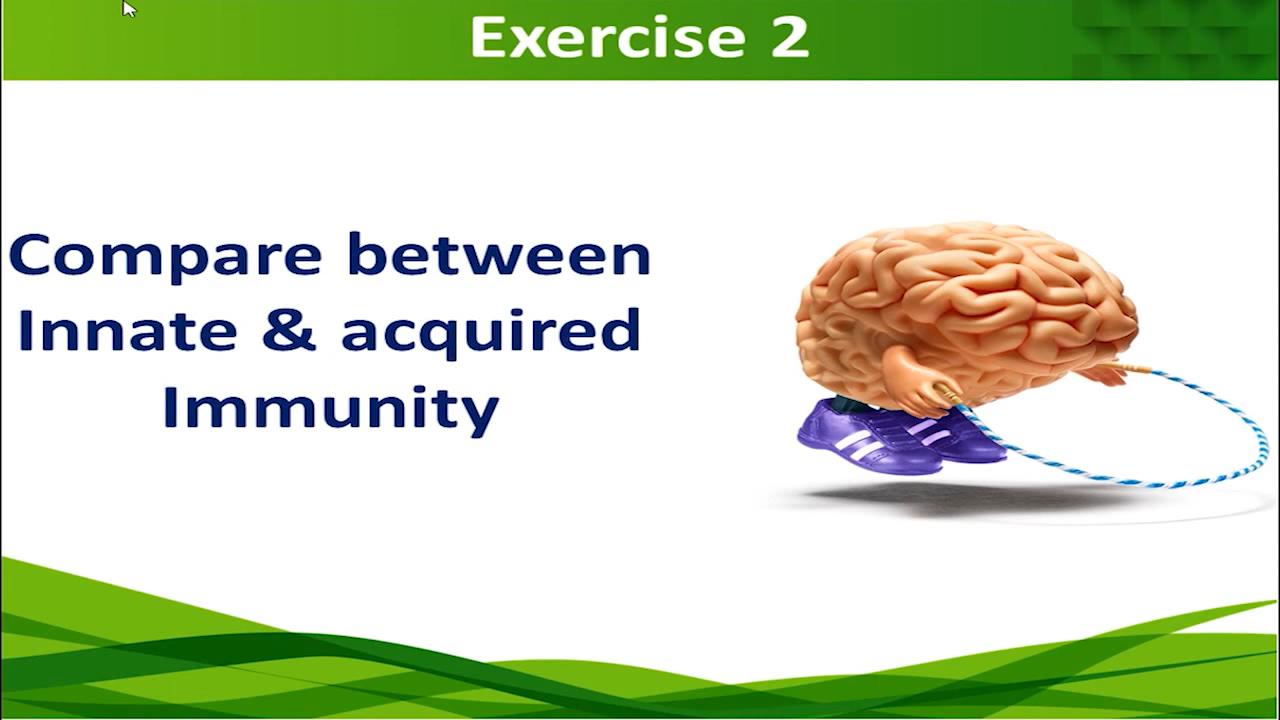 Exercise 2
Compare between
Innate & acquired
Immunity